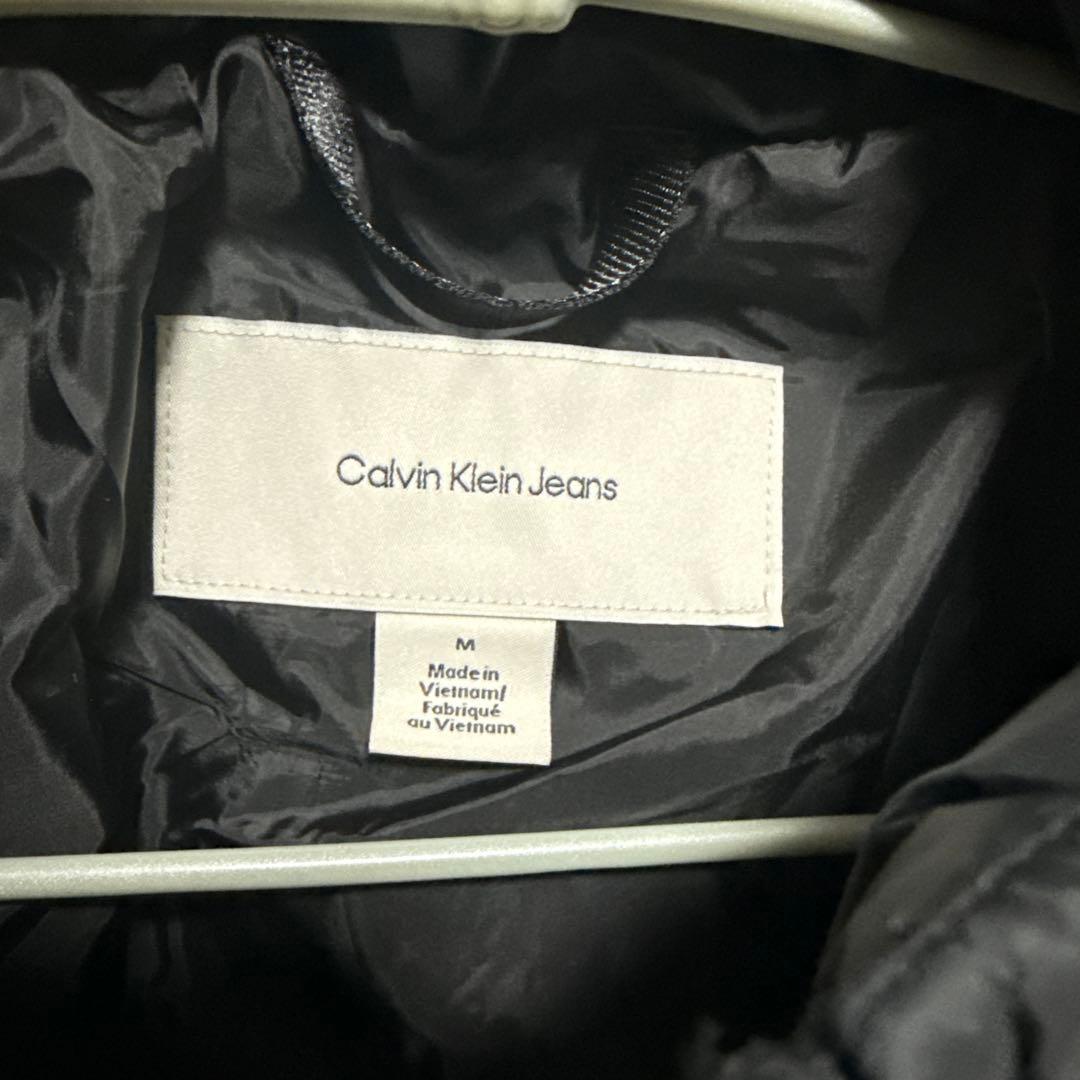 Calvin Klein Jeans
M
Made in
Vietnam/
Fabriqué
au Vietnam